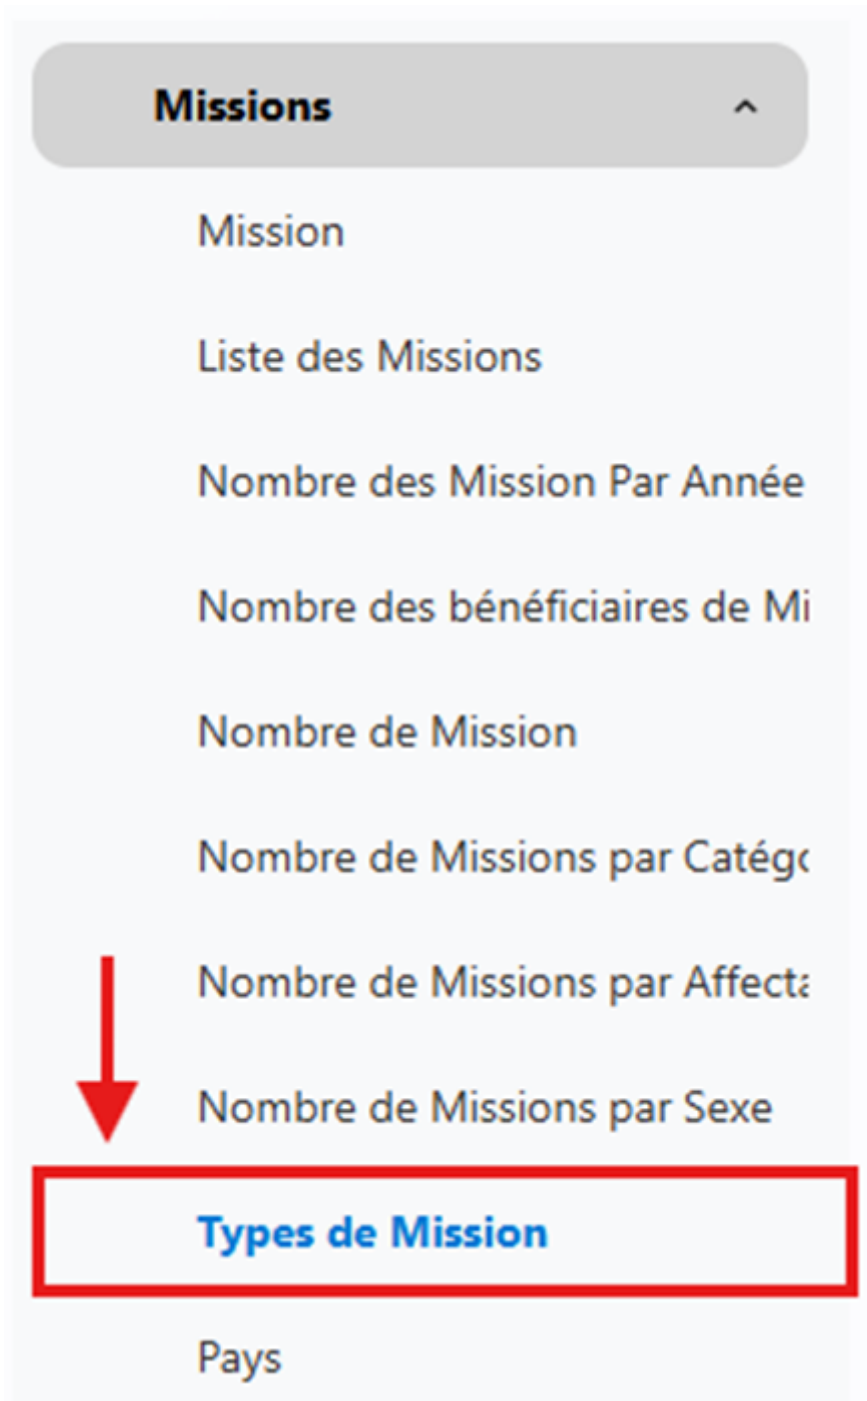 Missions
Mission
Liste des Missions
Nombre des Mission Par Année
Nombre des bénéficiaires de Mi
Nombre de Mission
Nombre de Missions par Catégo
Nombre de Missions par Affecta
Nombre de Missions par Sexe
Types de Mission
Pays